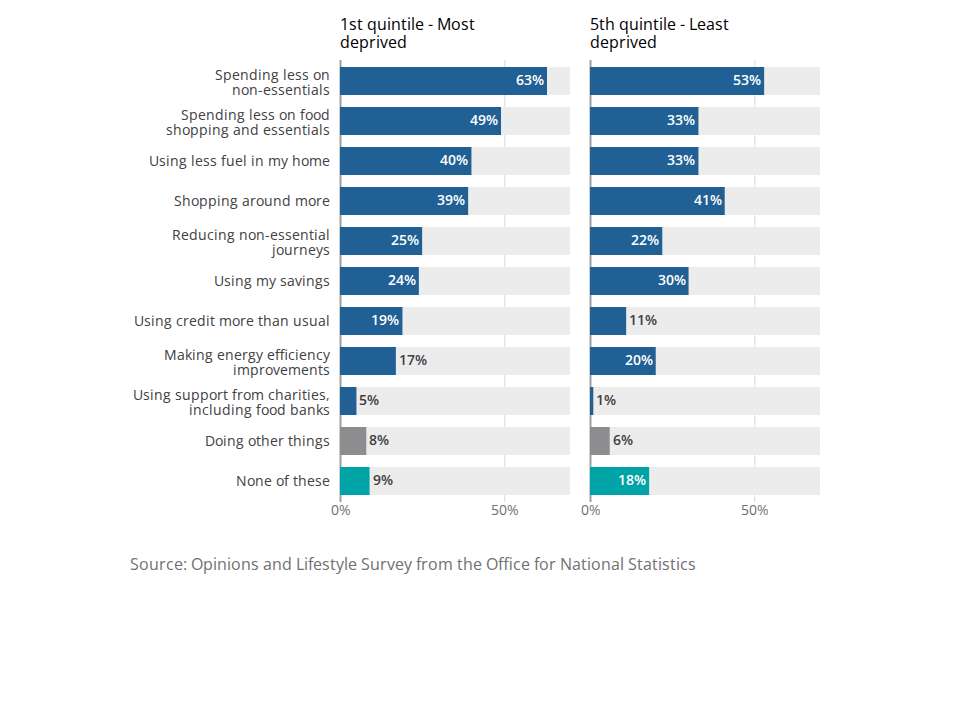 1st quintile - Most
deprived
5th quintile - Least
deprived
Spending less on
non-essentials
63%
53%
Spending less on food
shopping and essentials
49%
33%
Using less fuel in my home
40%
33%
Shopping around more
39%
41%
Reducing non-essential
journeys
25%
22%
Using my savings
24%
30%
Using credit more than usual
19%
11%
Making energy efficiency
improvements
17%
20%
Using support from charities,
including food banks
5%
1%
Doing other things
8%
6%
None of these
9%
18%
0%
50%
0%
50%
Source: Opinions and Lifestyle Survey from the Office for National Statistics